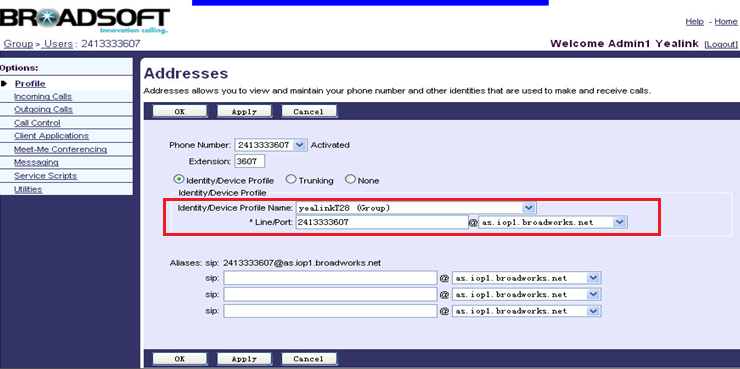 BROADSOFT
Innovation calling.
Help - Home
Group > Users : 2413333607
Welcome Admin1 Yealink [Logout]
Options:
Profile
Incoming Calls
Outgoing Calls
Call Control
Client Applications
Meet-Me Conferencing
Messaging
Service Scripts
Utilities
Addresses
Addresses allows you to view and maintain your phone number and other identities that are used to make and receive calls.
OK Apply Cancel
Phone Number: 2413333607 Activated
Extension: 3607
Identity/Device Profile Trunking None
Identity/Device Profile
Identity/Device Profile Name: yealinkT28 (Group)
* Line/Port: 2413333607 @ as.iop1.broadworks.net
Aliases: sip: 2413333607@as.iop1.broadworks.net
sip: @ as.iop1.broadworks.net
sip: @ as.iop1.broadworks.net
sip: @ as.iop1.broadworks.net
OK Apply Cancel